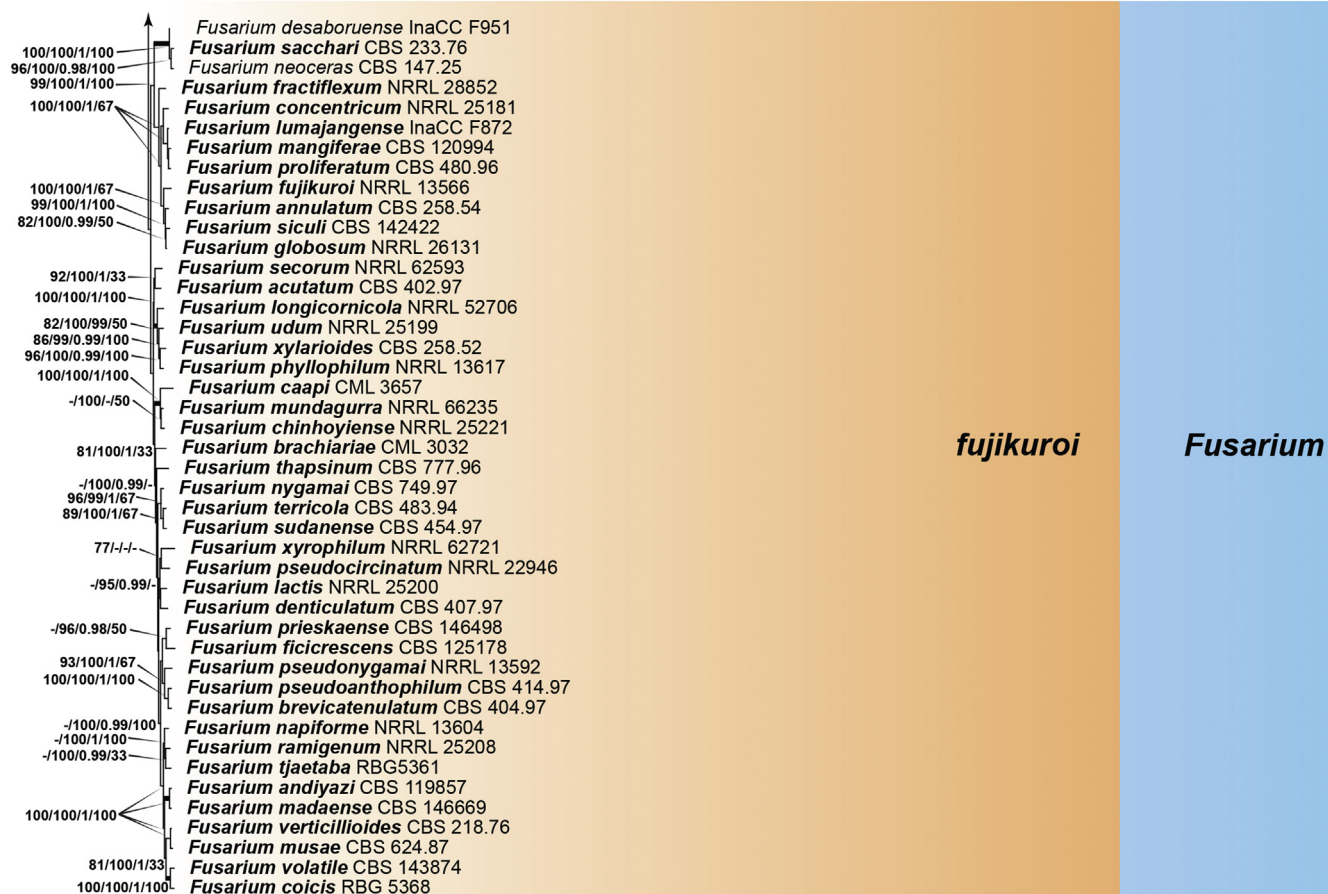 Fusarium desaboruense InaCC F951
100/100/1/100 Fusarium sacchari CBS 233.76
96/100/0.98/100 Fusarium neoceras CBS 147.25
99/100/1/100 Fusarium fractiflexum NRRL 28852
100/100/1/67 Fusarium concentricum NRRL 25181
Fusarium lumajangense InaCC F872
Fusarium mangiferae CBS 120994
Fusarium proliferatum CBS 480.96
100/100/1/67 Fusarium fujikuroi NRRL 13566
99/100/1/100 Fusarium annulatum CBS 258.54
82/100/0.99/50 Fusarium siculi CBS 142422
Fusarium globosum NRRL 26131
92/100/1/33 Fusarium secorum NRRL 62593
Fusarium acutatum CBS 402.97
100/100/1/100 Fusarium longicornicola NRRL 52706
82/100/99/50 Fusarium udum NRRL 25199
86/99/0.99/100 Fusarium xylarioides CBS 258.52
96/100/0.99/100 Fusarium phyllophilum NRRL 13617
100/100/1/100 Fusarium caapi CML 3657
-/100/-/50 Fusarium mundagurra NRRL 66235
Fusarium chinhoyiense NRRL 25221
81/100/1/33 Fusarium brachiariae CML 3032
fujikuroi Fusarium
Fusarium thapsinum CBS 777.96
-/100/0.99/- Fusarium nygamai CBS 749.97
96/99/1/67 Fusarium terricola CBS 483.94
89/100/1/67 Fusarium sudanense CBS 454.97
77/-/-/- Fusarium xyrophilum NRRL 62721
Fusarium pseudocircinatum NRRL 22946
-/95/0.99/- Fusarium lactis NRRL 25200
Fusarium denticulatum CBS 407.97
-/96/0.98/50 Fusarium prieskaense CBS 146498
Fusarium ficicrescens CBS 125178
93/100/1/67 Fusarium pseudonygamai NRRL 13592
100/100/1/100 Fusarium pseudoanthophilum CBS 414.97
Fusarium brevicatenulatum CBS 404.97
-/100/0.99/100 Fusarium napiforme NRRL 13604
-/100/1/100 Fusarium ramigenum NRRL 25208
-/100/0.99/33 Fusarium tjaetaba RBG5361
Fusarium andiyazi CBS 119857
100/100/1/100 Fusarium madaense CBS 146669
Fusarium verticillioides CBS 218.76
Fusarium musae CBS 624.87
81/100/1/33 Fusarium volatile CBS 143874
100/100/1/100 Fusarium coicis RBG 5368